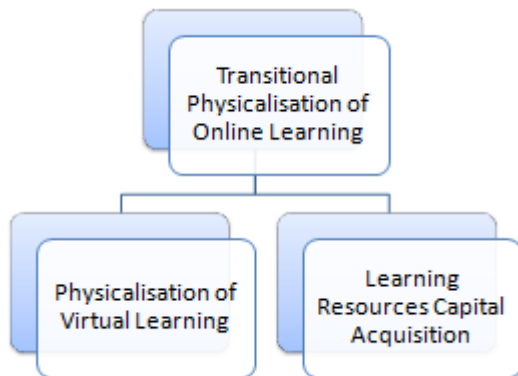 Transitional
Physicalisation of
Online Learning
Physicalisation of
Virtual Learning
Learning
Resources Capital
Acquisition